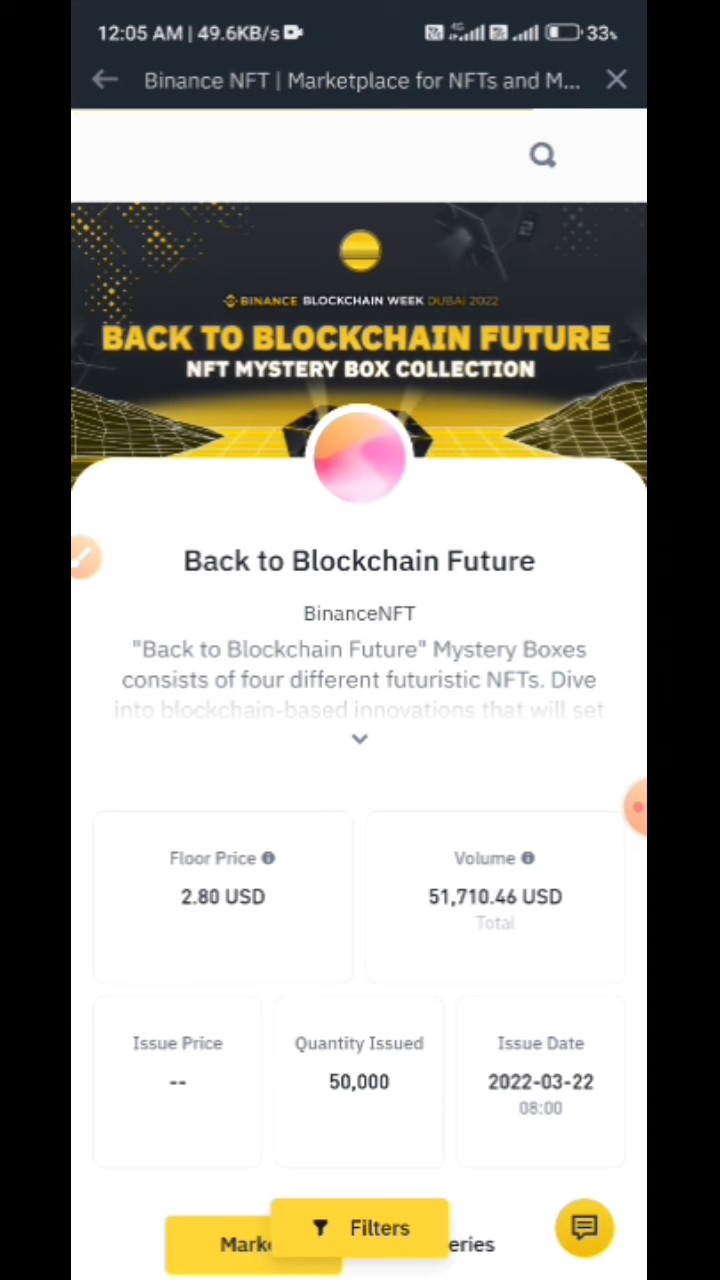 12:05 AM | 49.6KB/s 4G 33%
Binance NFT | Marketplace for NFTs and M...
BINANCE BLOCKCHAIN WEEK DUBAI 2022
BACK TO BLOCKCHAIN FUTURE
NFT MYSTERY BOX COLLECTION
Back to Blockchain Future
BinanceNFT
"Back to Blockchain Future" Mystery Boxes
consists of four different futuristic NFTs. Dive
into blockchain-based innovations that will set
Floor Price
2.80 USD
Volume
51,710.46 USD
Total
Issue Price
--
Quantity Issued
50,000
Issue Date
2022-03-22
08:00
Mark
Filters
eries